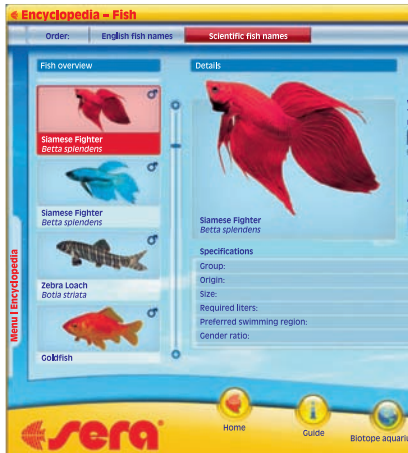 Encyclopedia – Fish
Order:
English fish names
Scientific fish names
Fish overview
Siamese Fighter
Betta splendens
Siamese Fighter
Betta splendens
Zebra Loach
Botia striata
Goldfish
Details
Siamese Fighter
Betta splendens
Specifications
Group:
Origin:
Size:
Required liters:
Preferred swimming region:
Gender ratio:
Menu | Encyclopedia
sera
Home
Guide
Biotope aquariu